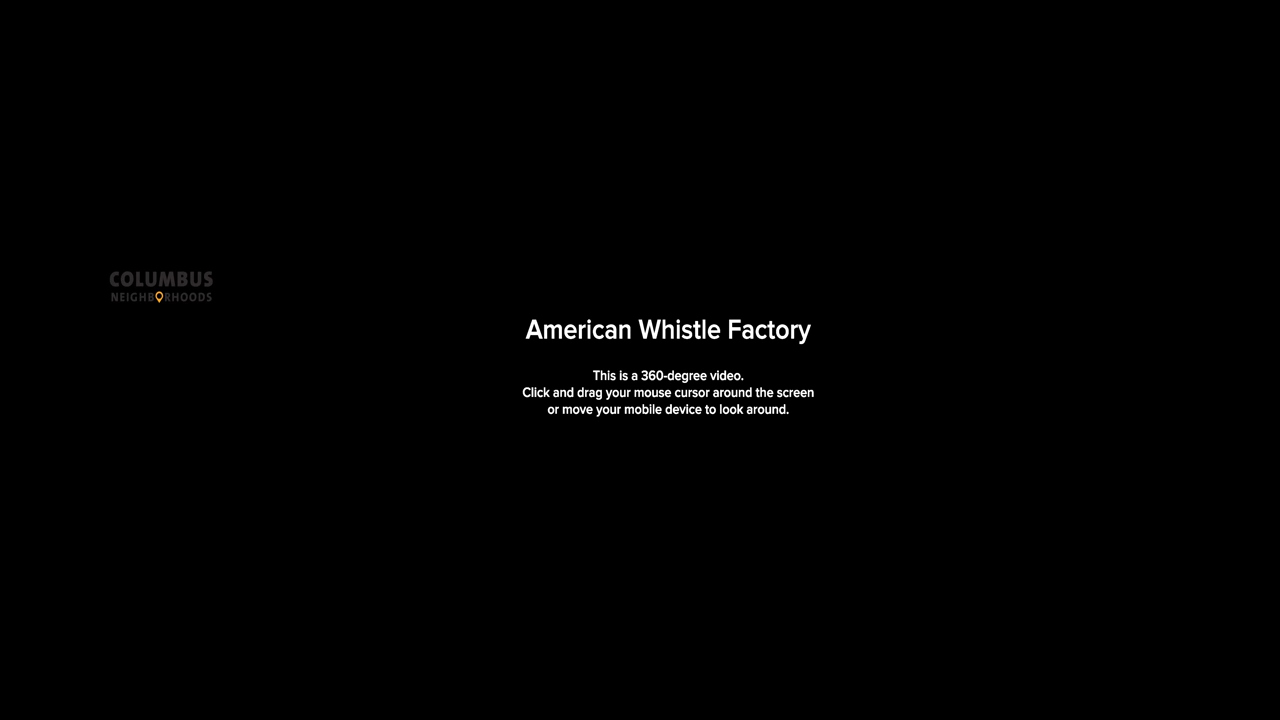 COLUMBUS
NEIGHBORHOODS
American Whistle Factory
This is a 360-degree video.
Click and drag your mouse cursor around the screen
or move your mobile device to look around.